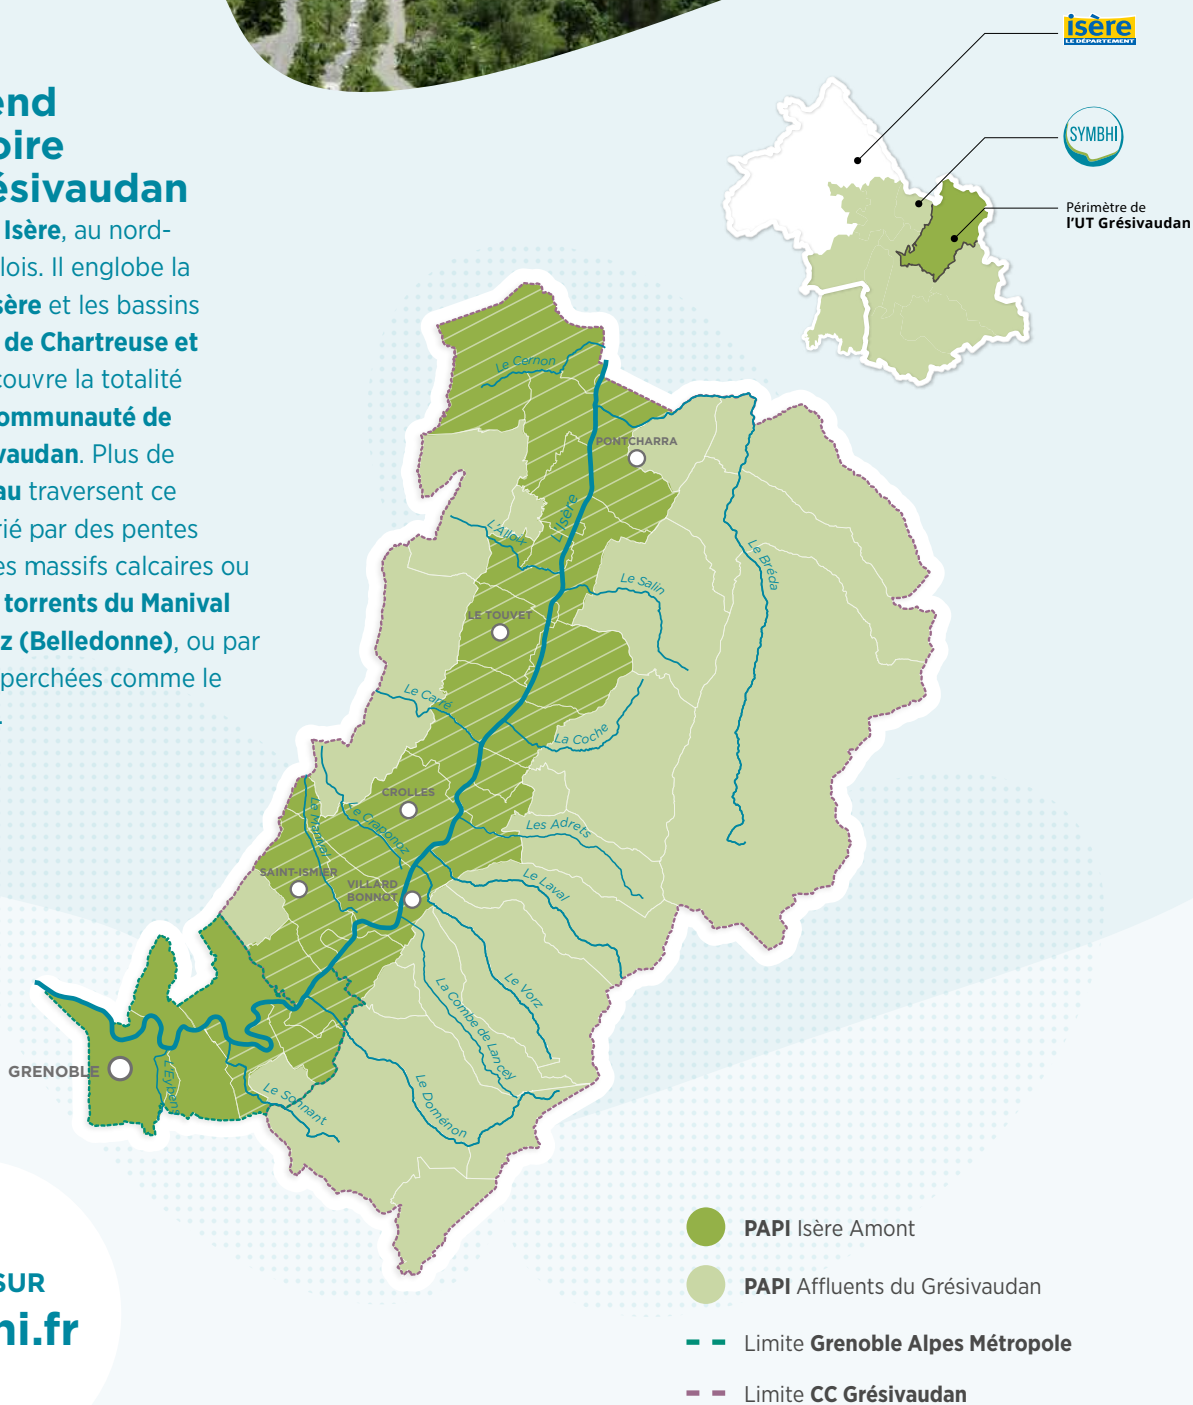 end
oire
ésivaudan
Isère, au nord-
lois. Il englobe la
sère et les bassins
de Chartreuse et
couvre la totalité
ommunauté de
vaudan. Plus de
au traversent ce
rié par des pentes
es massifs calcaires ou
torrents du Manival
z (Belledonne), ou par
perchées comme le
.
SUR
hi.fr
isère
LE DÉPARTEMENT
SYMBHI
Périmètre de
l'UT Grésivaudan
Le Cernon
PONTCHARRA
L'Isère
L'Alloix
Le Bréda
Le Salin
LE TOUVET
Le Carré
La Coche
CROLLES
Le Manival
Le Craponoz
Les Adrets
SAINT-ISMIER
VILLARD
BONNOT
Le Laval
Le Vorz
La Combe de Lancey
GRENOBLE
L'Eybens
Le Sonnant
Le Doménon
PAPI Isère Amont
PAPI Affluents du Grésivaudan
Limite Grenoble Alpes Métropole
Limite CC Grésivaudan